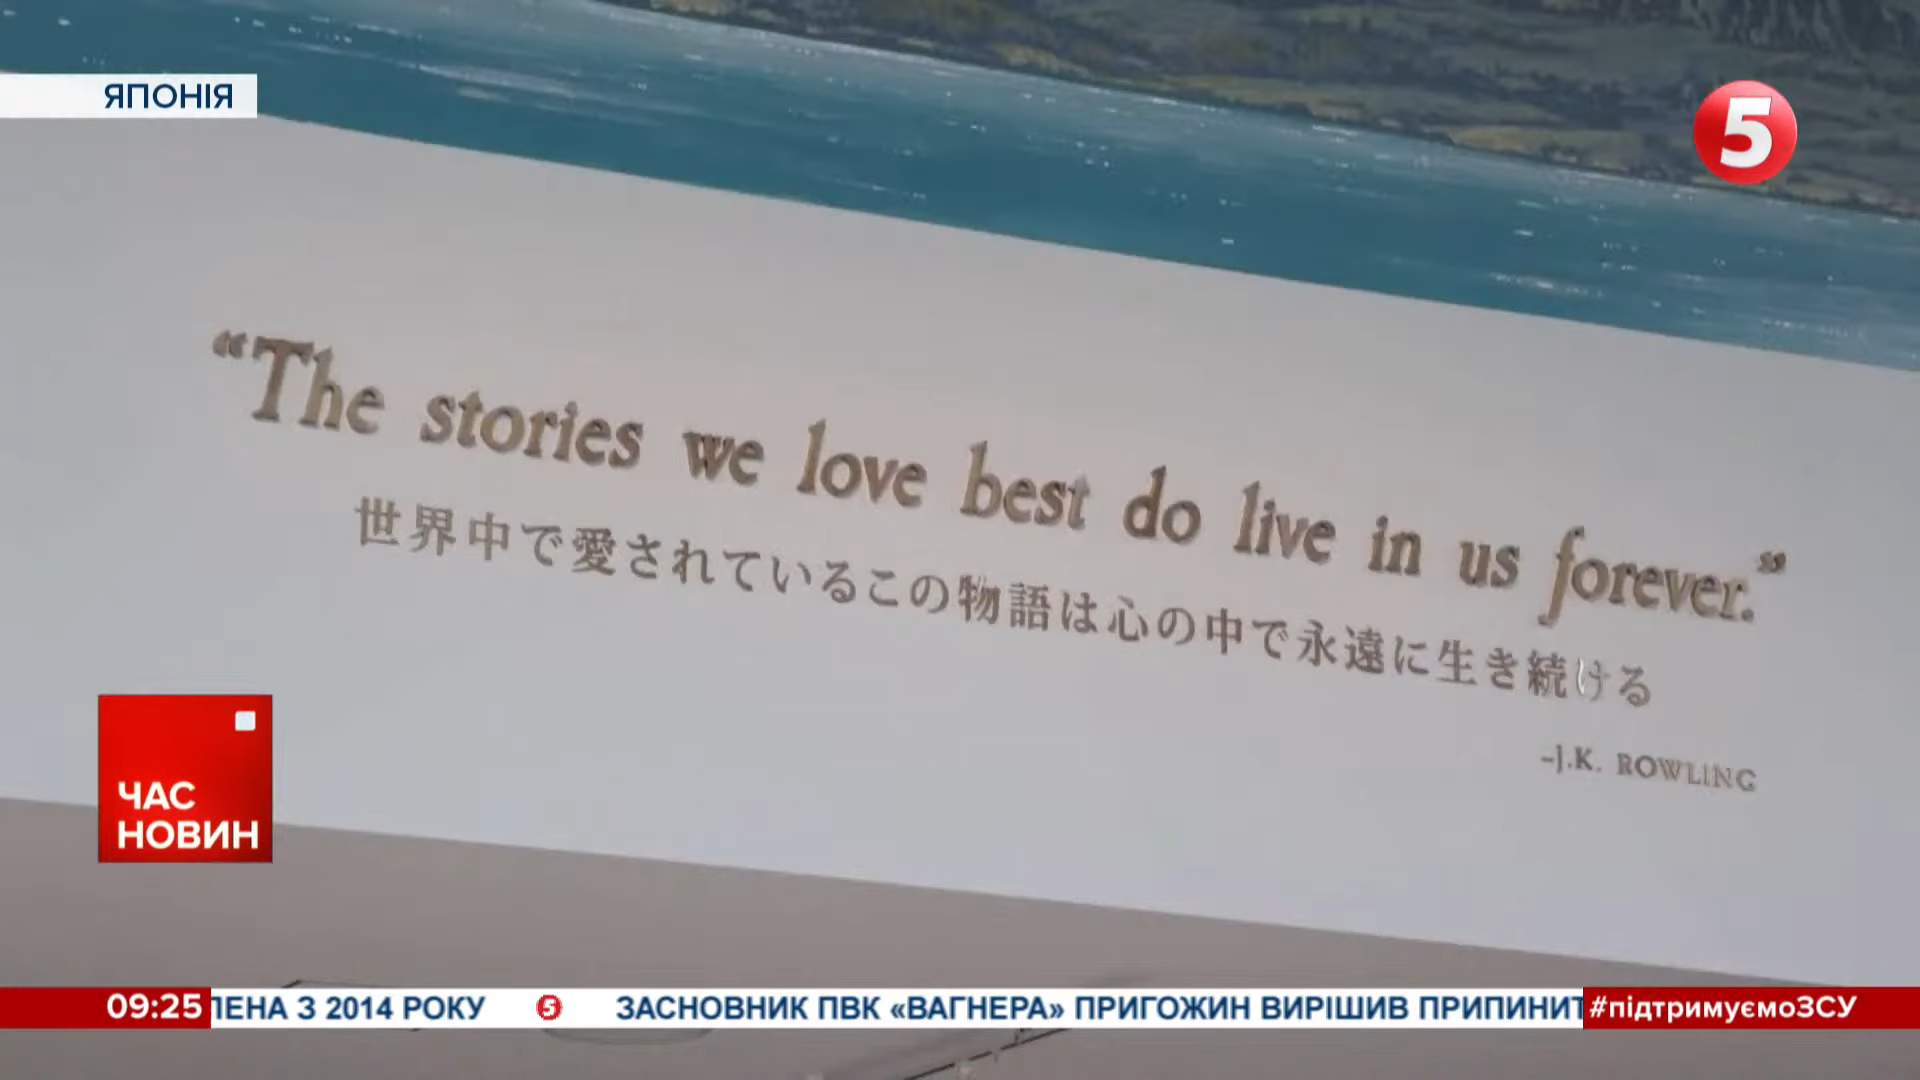 ЯПОНІЯ
5
“The stories we love best do live in us forever.”
世界中で愛されているこの物語は心の中で永遠に生き続ける
–J.K. ROWLING
ЧАС
НОВИН
09:25
ЛЕНА З 2014 РОКУ 5 ЗАСНОВНИК ПВК «ВАГНЕРА» ПРИГОЖИН ВИРІШИВ ПРИПИНИТ
#підтримуємоЗСУ